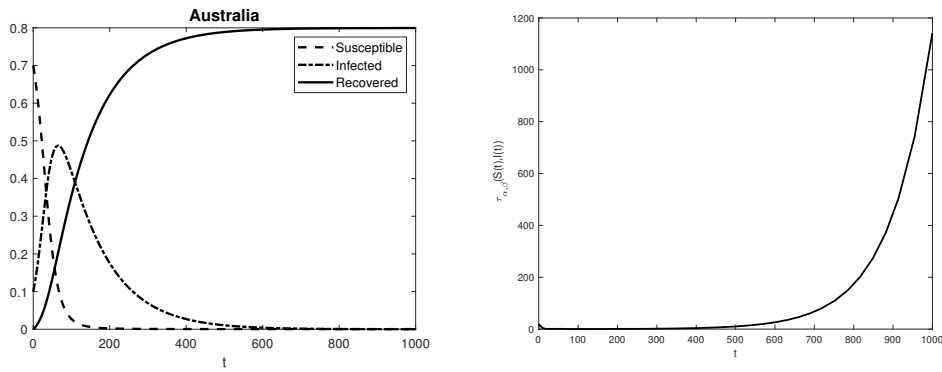 Australia
0.8
0.7
0.6
0.5
0.4
0.3
0.2
0.1
0
Susceptible
Infected
Recovered
0 200 400 600 800 1000
t
1200
1000
800
600
400
200
0
τα,β(S(t),I(t))
0 100 200 300 400 500 600 700 800 900 1000
t